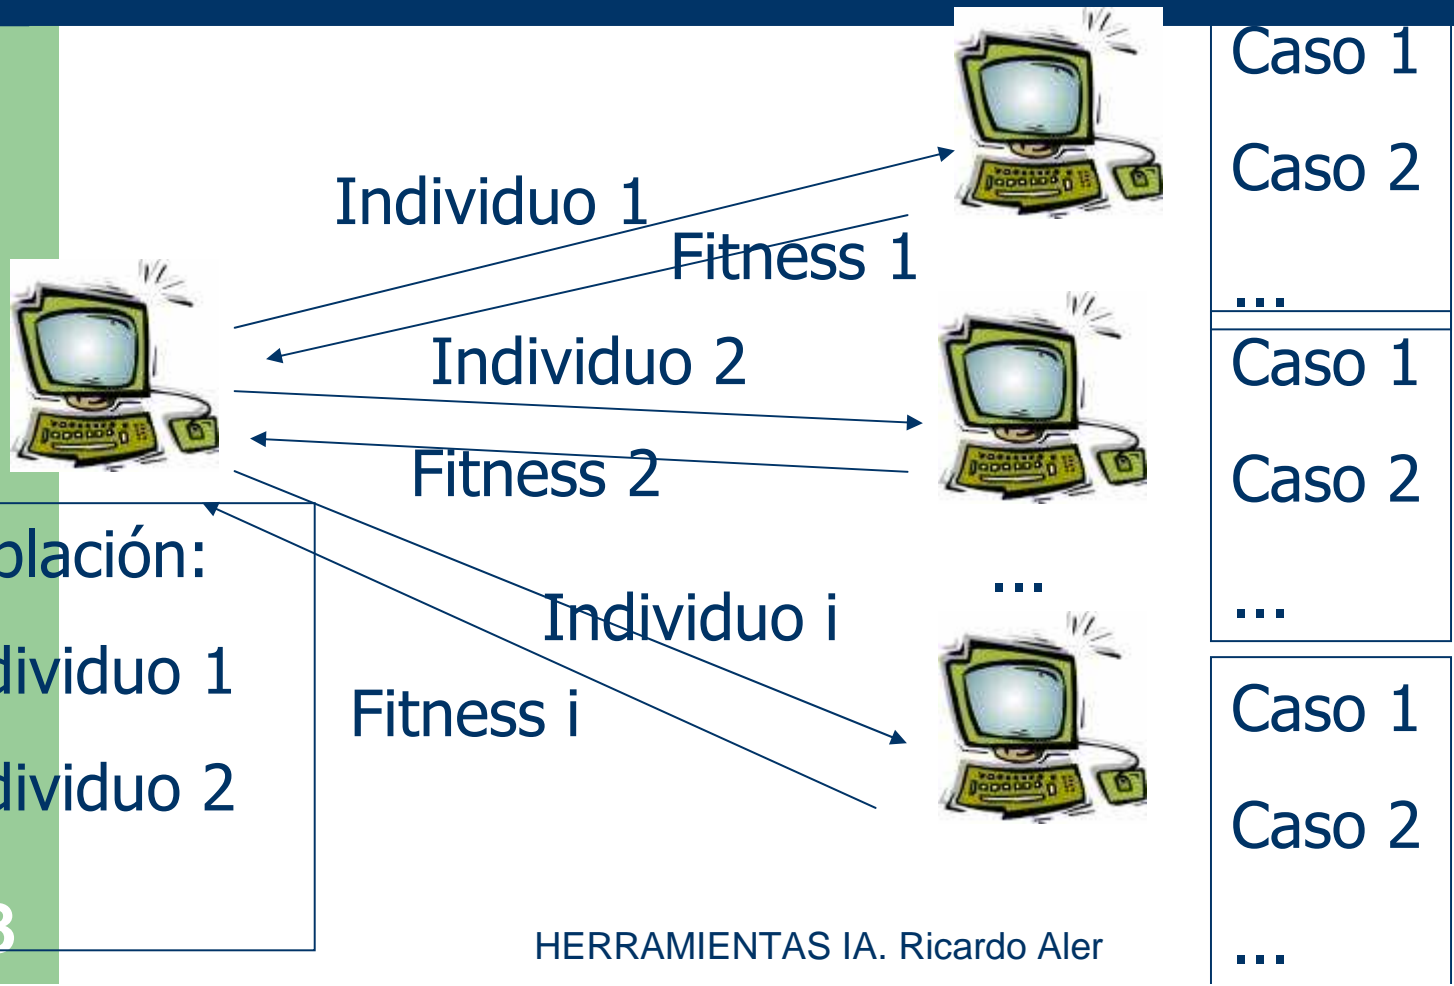 Caso 1
Caso 2
...
Individuo 1
Fitness 1
Individuo 2
Fitness 2
Caso 1
Caso 2
...
...
Individuo i
Fitness i
blación:
dividuo 1
dividuo 2
Caso 1
Caso 2
...
3
HERRAMIENTAS IA. Ricardo Aler